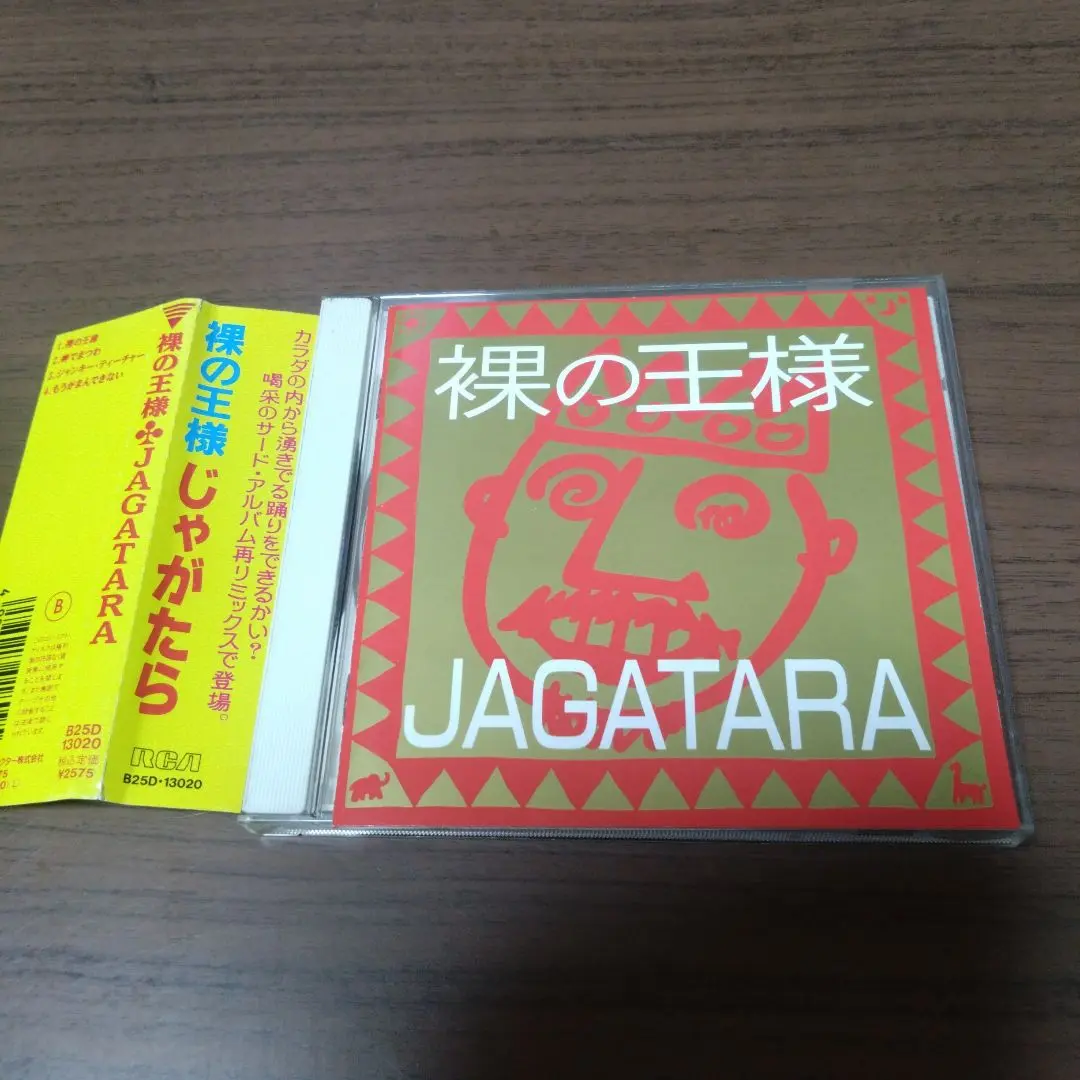 1.裸の王様
2.岬でまつわ
3.ジャンキー・ティーチャー
4.もうがまんできない
裸の王様✤JAGATARA
B
B25D
13020
税込定価
¥2575
裸の王様
じゃがたら
RCA
B25D・13020
カラダの内から湧きでる踊りをできるかい?
喝采のサード・アルバム再リミックスで登場。
裸の王様
JAGATARA